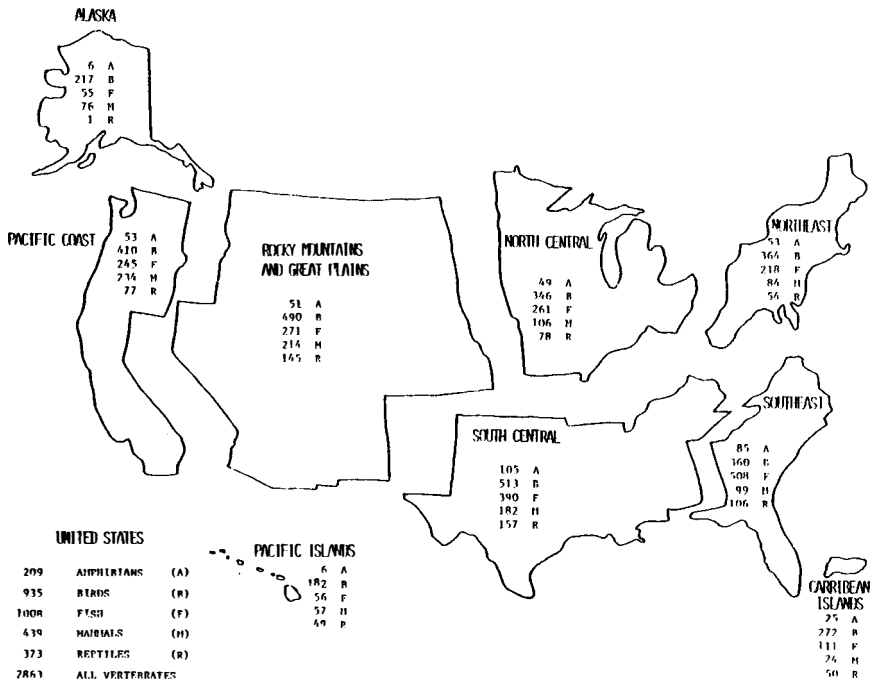 ALASKA
6 A
217 B
55 F
76 M
1 R
PACIFIC COAST
53 A
410 B
245 F
234 M
77 R
ROCKY MOUNTAINS
AND GREAT PLAINS
51 A
490 B
271 F
214 M
145 R
NORTH CENTRAL
49 A
346 B
261 F
106 M
78 R
NORTHEAST
53 A
364 B
218 F
84 M
54 R
SOUTH CENTRAL
105 A
513 B
390 F
182 M
157 R
SOUTHEAST
85 A
360 B
508 F
99 M
106 R
UNITED STATES
209 AMPHIBIANS (A)
935 BIRDS (B)
1008 FISH (F)
439 MAMMALS (M)
373 REPTILES (R)
2863 ALL VERTEBRATES
PACIFIC ISLANDS
6 A
182 B
56 F
57 M
49 R
CARRIBEAN
ISLANDS
25 A
272 B
111 F
24 M
50 R